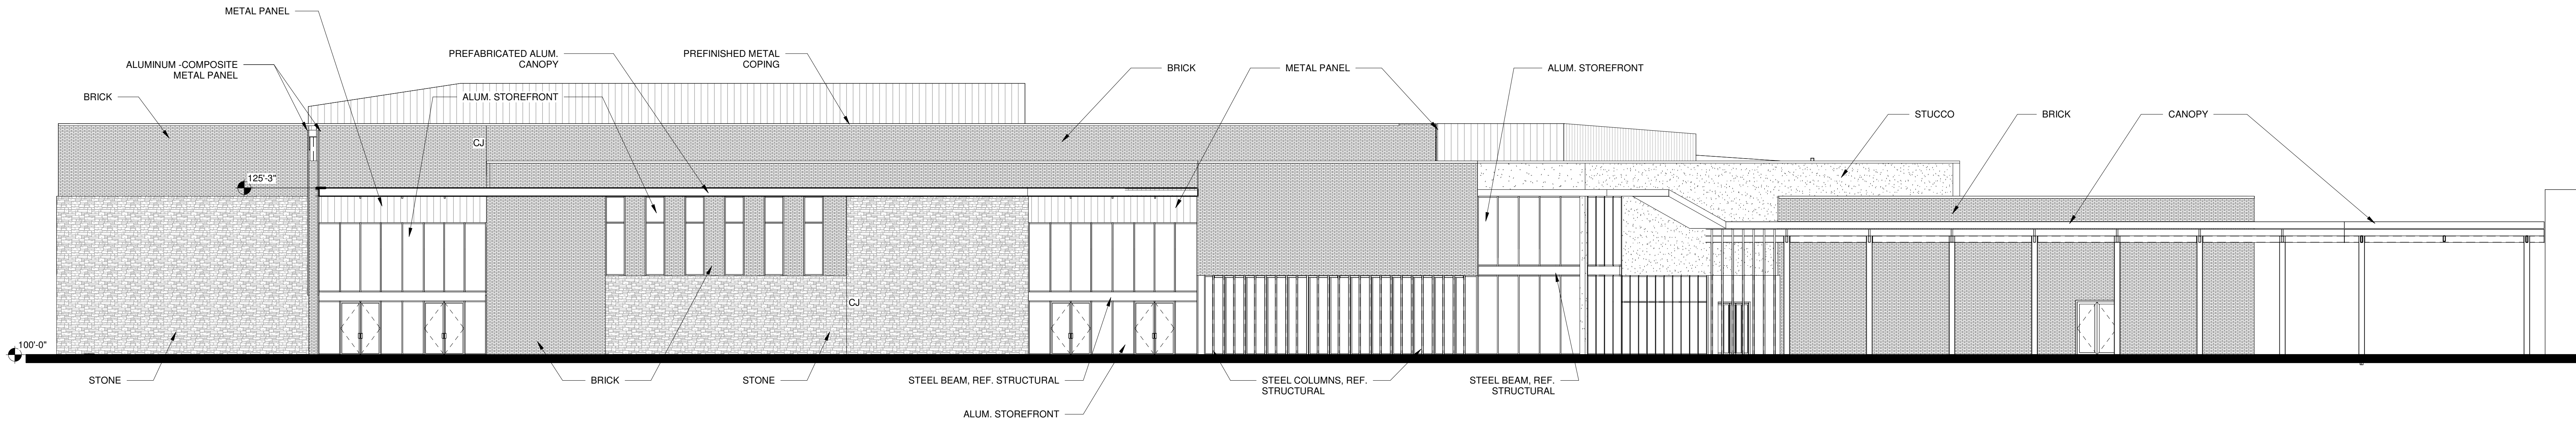 METAL PANEL
PREFABRICATED ALUM.
CANOPY
PREFINISHED METAL
COPING
ALUMINUM -COMPOSITE
METAL PANEL
BRICK
METAL PANEL
ALUM. STOREFRONT
BRICK
ALUM. STOREFRONT
STUCCO
BRICK
CANOPY
CJ
125'-3"
CJ
100'-0"
STONE
BRICK
STONE
STEEL BEAM, REF. STRUCTURAL
STEEL COLUMNS, REF.
STRUCTURAL
STEEL BEAM, REF.
STRUCTURAL
ALUM. STOREFRONT